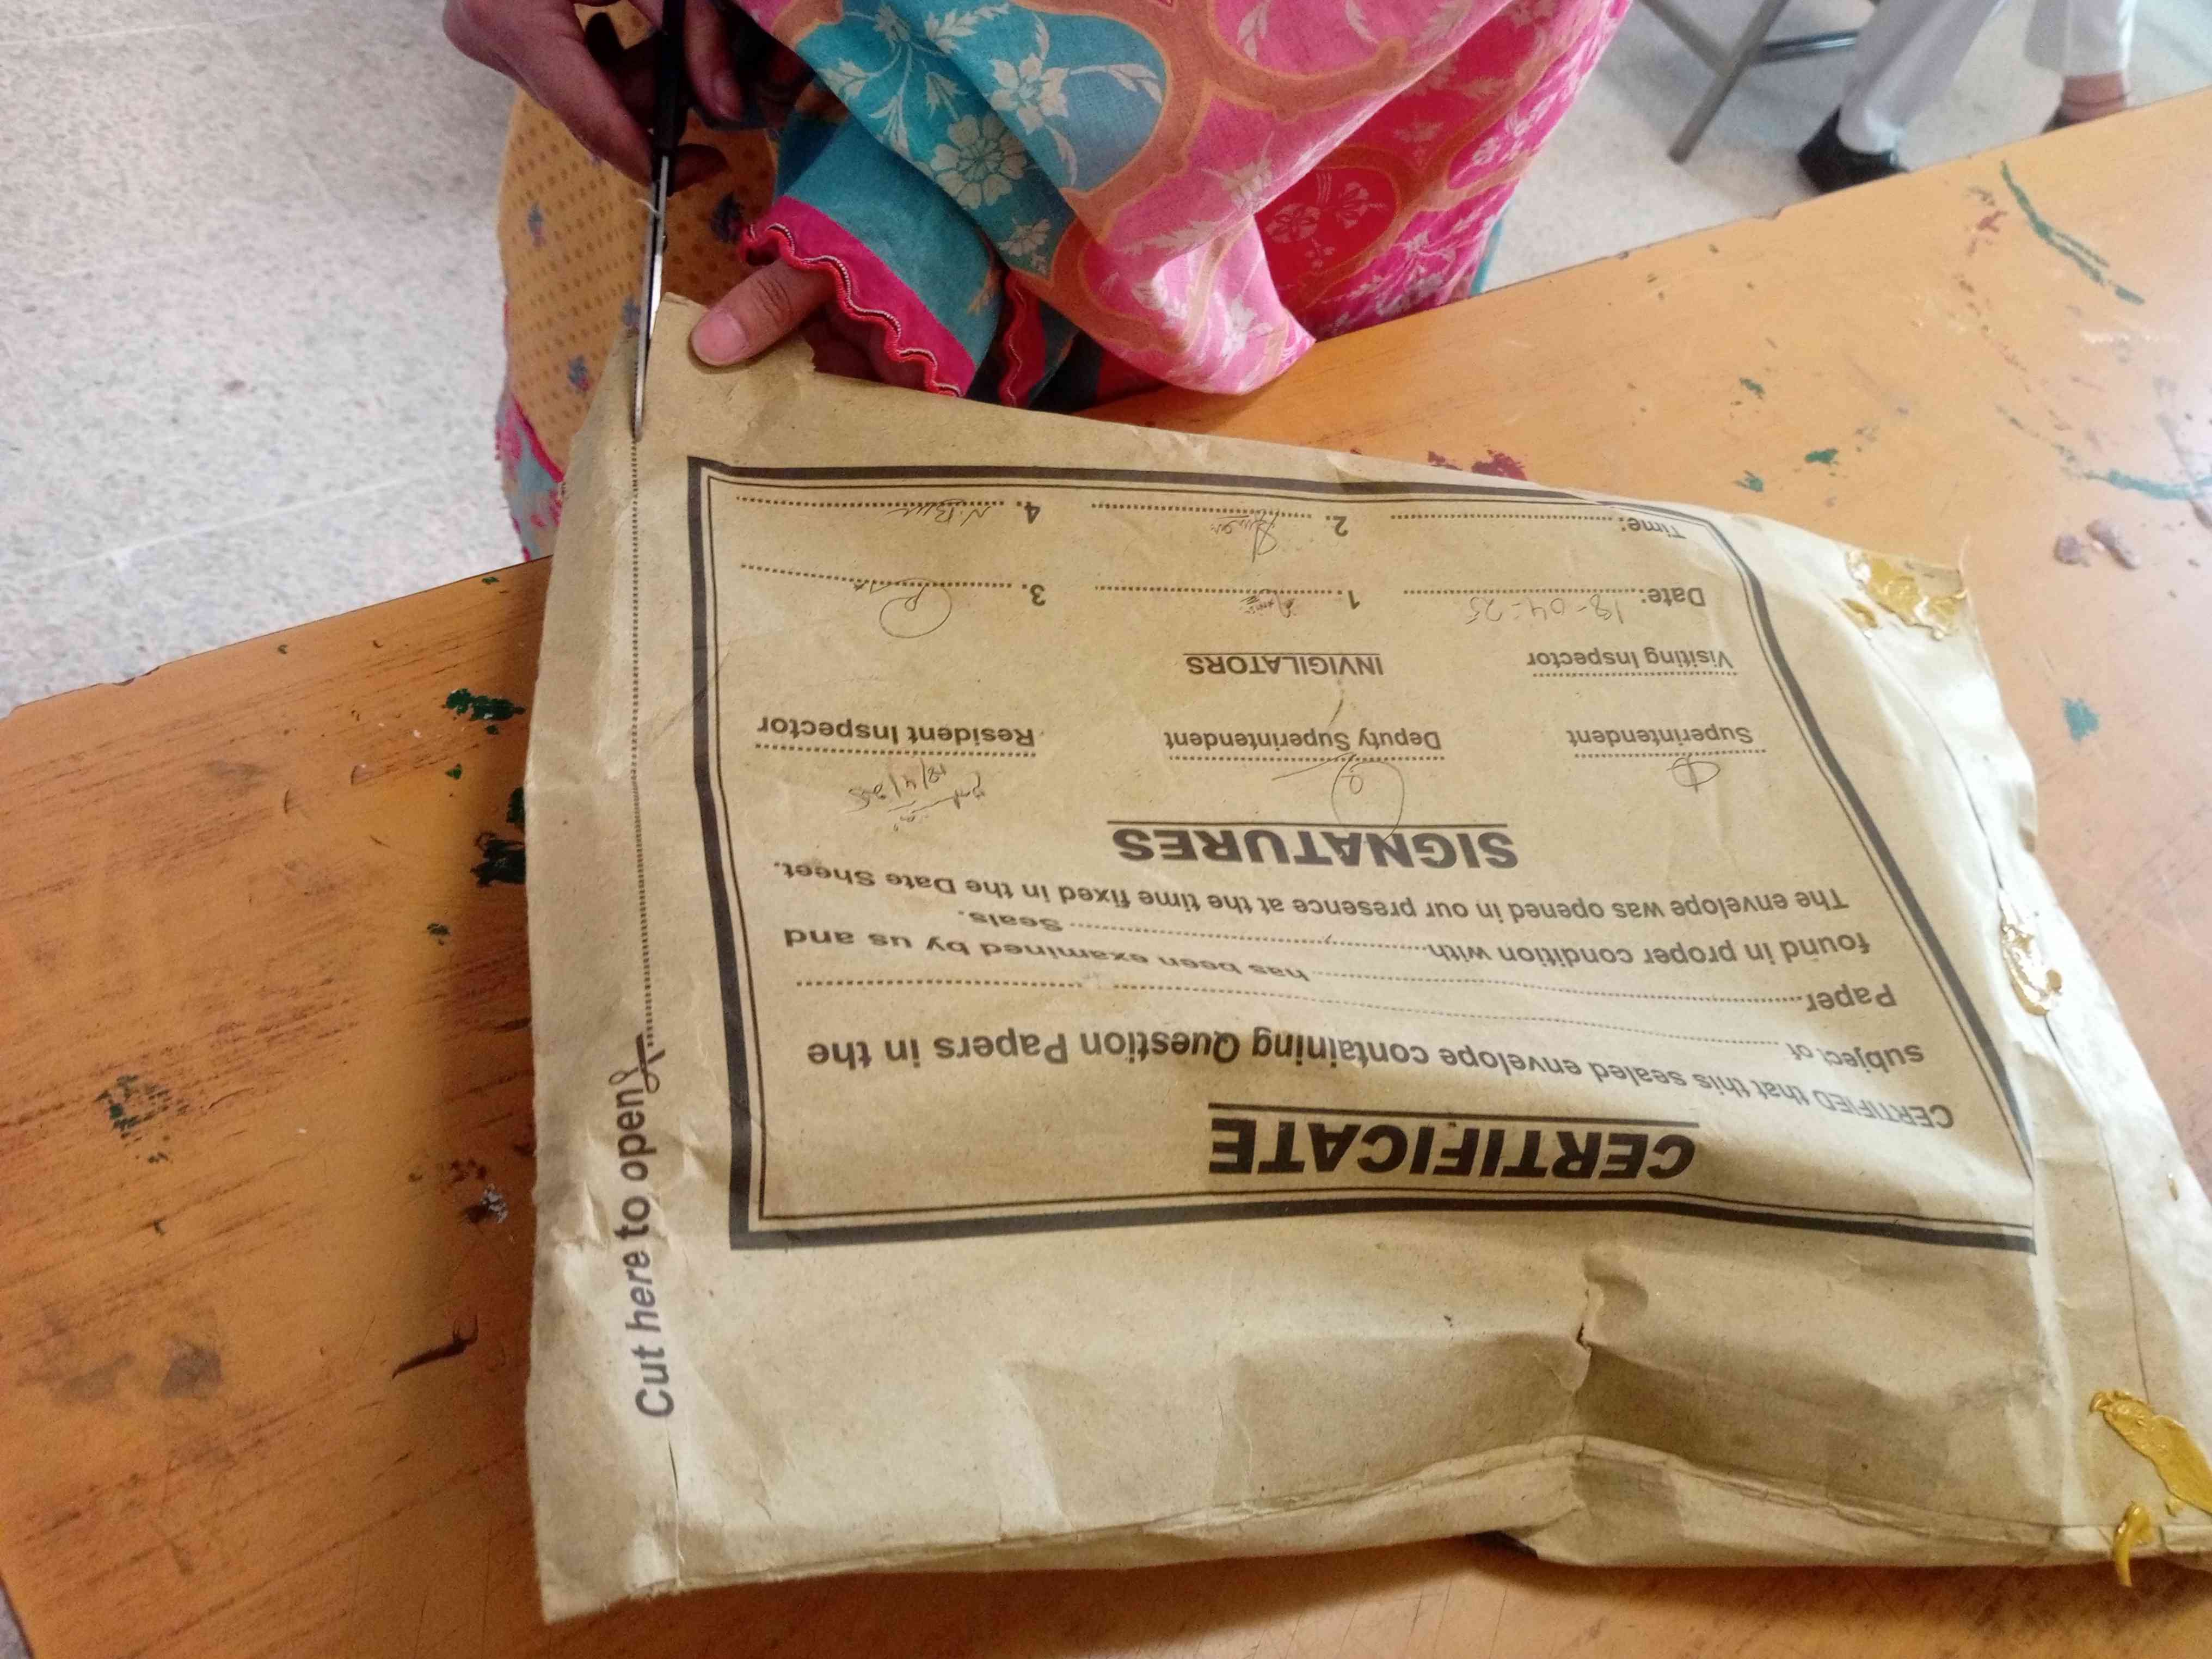 CERTIFICATE
CERTIFIED that this sealed envelope containing Question Papers in the
subject of ........................................
Paper........................ has been examined by us and
found in proper condition with........................ Seals.
The envelope was opened in our presence at the time fixed in the Date Sheet.
SIGNATURES
18/4/25
Superintendent Deputy Superintendent Resident Inspector
Visiting Inspector INVIGILATORS
Date: 18-04-25 1. 3.
Time: 2. 4.
Cut here to open